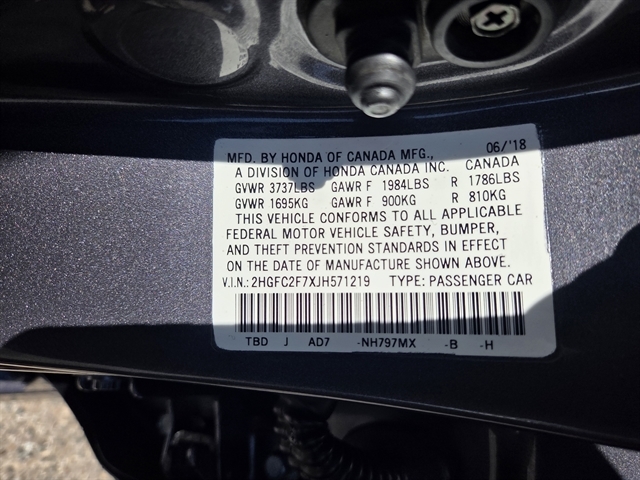 MFD. BY HONDA OF CANADA MFG., 06/'18
A DIVISION OF HONDA CANADA INC. CANADA
GVWR 3737LBS GAWR F 1984LBS R 1786LBS
GVWR 1695KG GAWR F 900KG R 810KG
THIS VEHICLE CONFORMS TO ALL APPLICABLE
FEDERAL MOTOR VEHICLE SAFETY, BUMPER,
AND THEFT PREVENTION STANDARDS IN EFFECT
ON THE DATE OF MANUFACTURE SHOWN ABOVE.
V.I.N.: 2HGFC2F7XJH571219 TYPE: PASSENGER CAR
TBD J AD7 -NH797MX -B -H